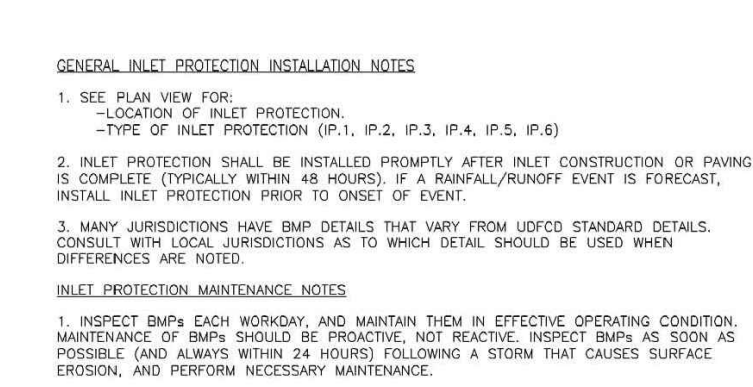 GENERAL INLET PROTECTION INSTALLATION NOTES
1. SEE PLAN VIEW FOR:
-LOCATION OF INLET PROTECTION.
-TYPE OF INLET PROTECTION (IP.1, IP.2, IP.3, IP.4, IP.5, IP.6)
2. INLET PROTECTION SHALL BE INSTALLED PROMPTLY AFTER INLET CONSTRUCTION OR PAVING
IS COMPLETE (TYPICALLY WITHIN 48 HOURS). IF A RAINFALL/RUNOFF EVENT IS FORECAST,
INSTALL INLET PROTECTION PRIOR TO ONSET OF EVENT.
3. MANY JURISDICTIONS HAVE BMP DETAILS THAT VARY FROM UDFCD STANDARD DETAILS.
CONSULT WITH LOCAL JURISDICTIONS AS TO WHICH DETAIL SHOULD BE USED WHEN
DIFFERENCES ARE NOTED.
INLET PROTECTION MAINTENANCE NOTES
1. INSPECT BMPs EACH WORKDAY, AND MAINTAIN THEM IN EFFECTIVE OPERATING CONDITION.
MAINTENANCE OF BMPs SHOULD BE PROACTIVE, NOT REACTIVE. INSPECT BMPs AS SOON AS
POSSIBLE (AND ALWAYS WITHIN 24 HOURS) FOLLOWING A STORM THAT CAUSES SURFACE
EROSION, AND PERFORM NECESSARY MAINTENANCE.